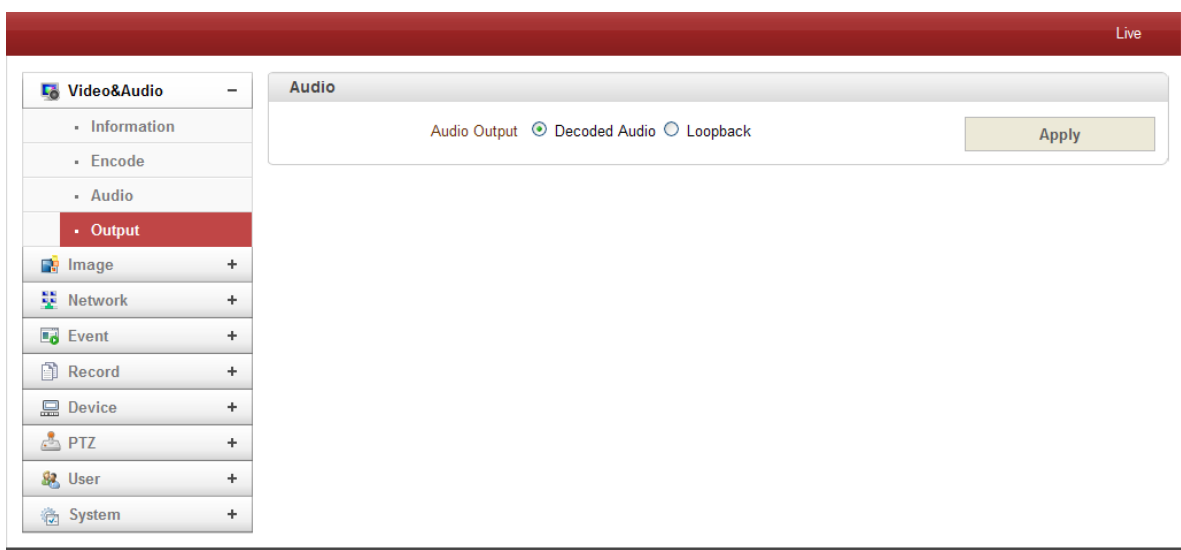 Live
Video&Audio −
Information
Encode
Audio
Output
Image +
Network +
Event +
Record +
Device +
PTZ +
User +
System +
Audio
Audio Output Decoded Audio Loopback
Apply